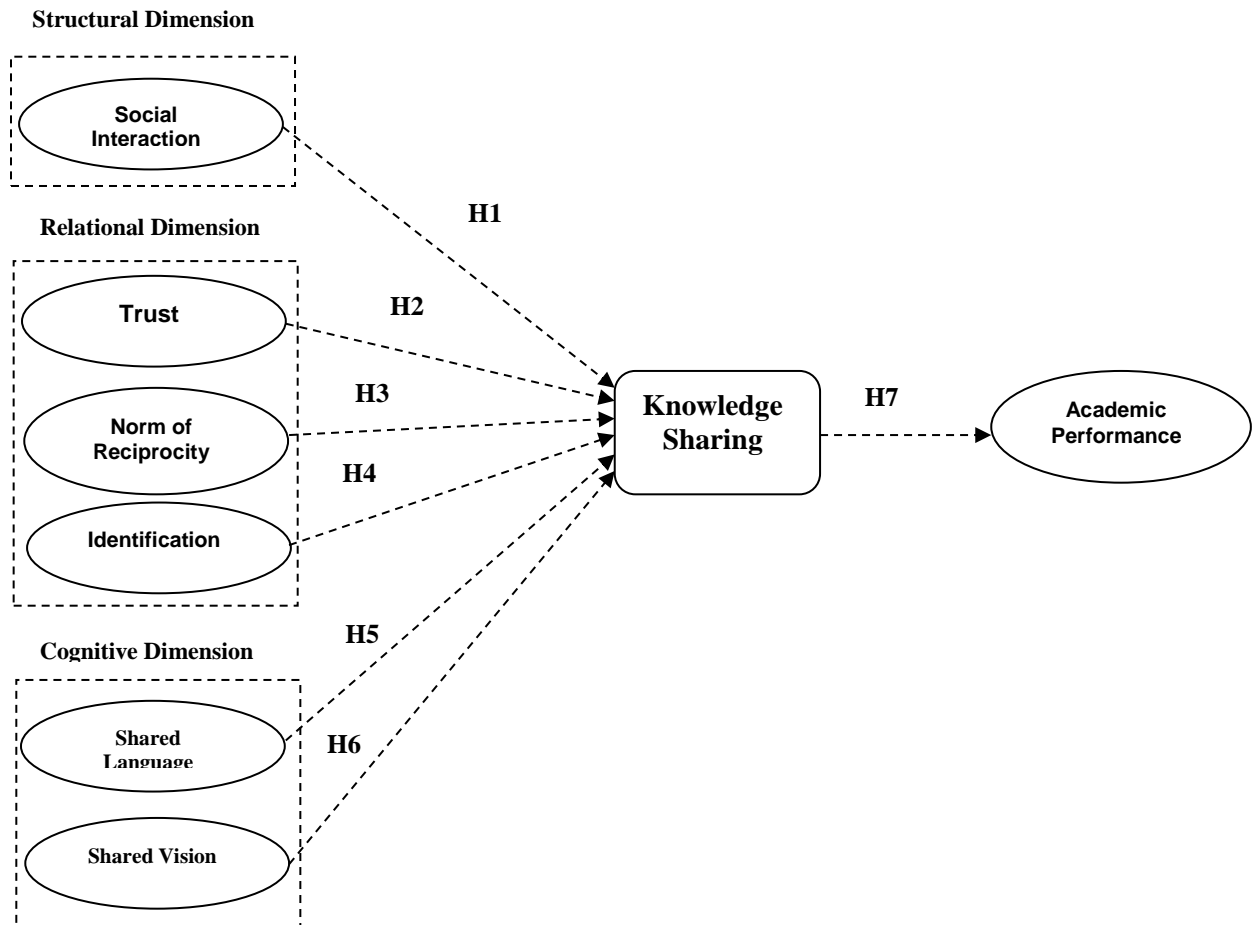 Structural Dimension
Social
Interaction
H1
Relational Dimension
Trust
H2
Norm of
Reciprocity
H3
H4
Identification
Knowledge
Sharing
H7
Academic
Performance
Cognitive Dimension
H5
Shared
Language
H6
Shared Vision